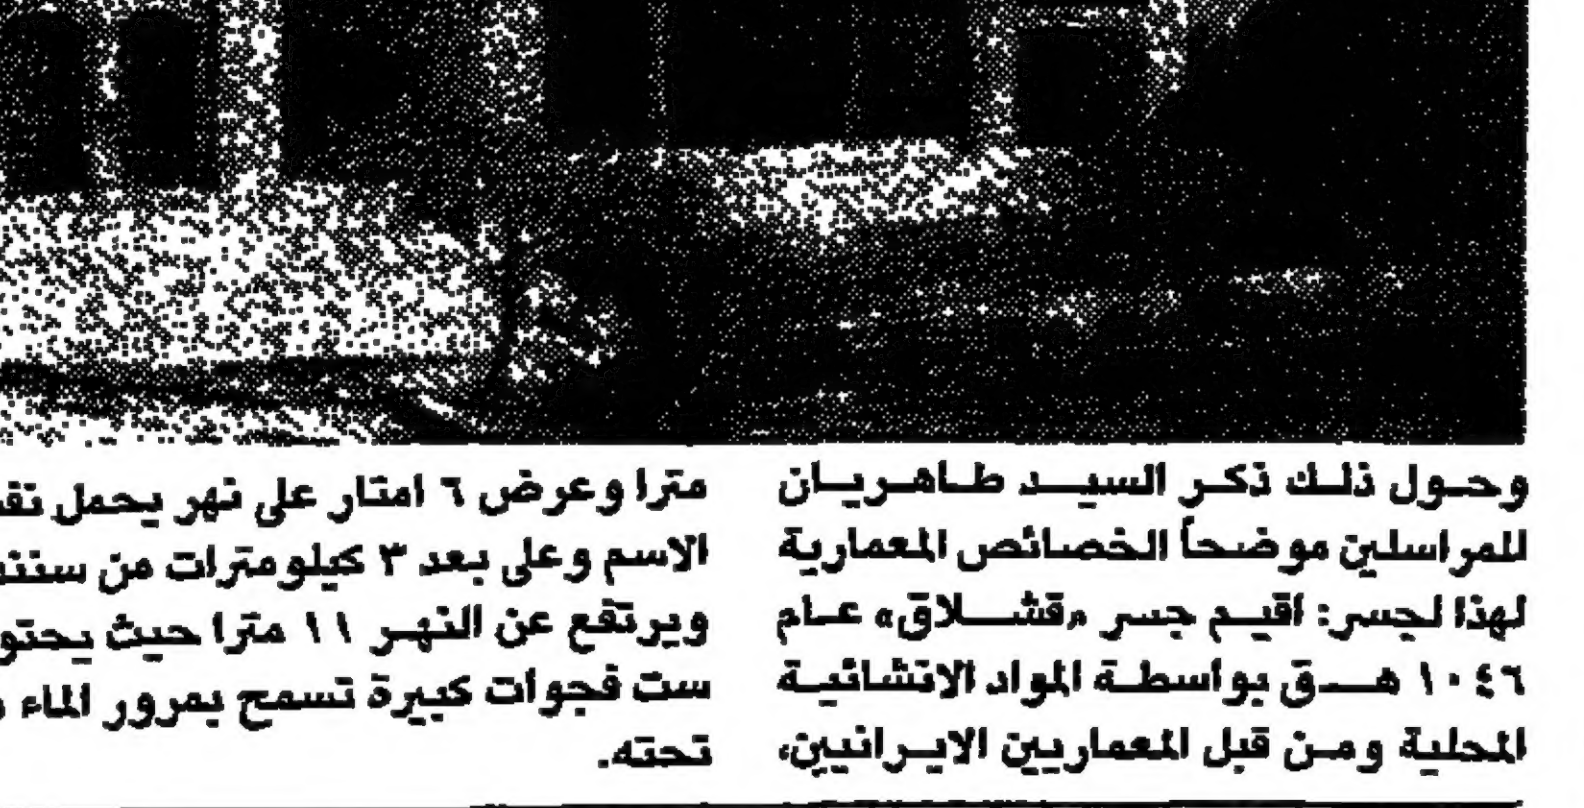 وحول ذلك ذكر السيد طاهريان
للمراسلين موضحاً الخصائص المعمارية
لهذا لجسر: اقيم جسر «قشلاق» عام
١٠٤٦ هـ ق بواسطة المواد الانشائية
المحلية ومن قبل المعماريين الايرانيين،
مترا وعرض ٦ امتار على نهر يحمل
الاسم وعلى بعد ٣ كيلومترات من
ويرتفع عن النهر ١١ مترا حيث
ست فجوات كبيرة تسمح بمرور الماء
تحته.